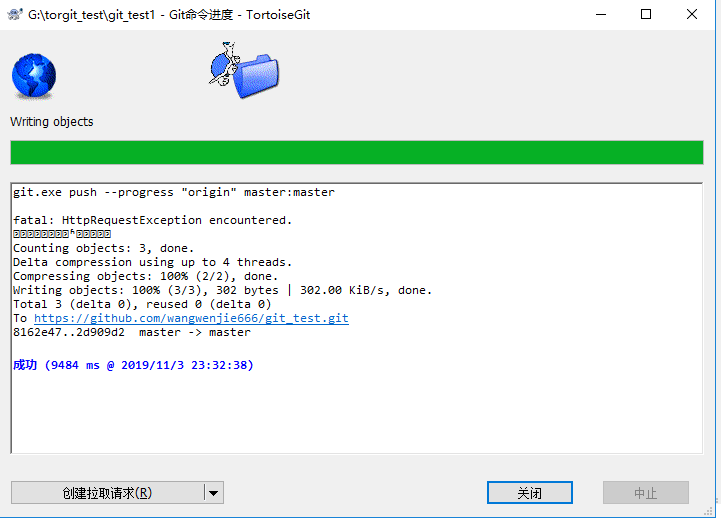 G:\torgit_test\git_test1 - Git命令进度 - TortoiseGit
Writing objects
git.exe push --progress "origin" master:master
fatal: HttpRequestException encountered.
Counting objects: 3, done.
Delta compression using up to 4 threads.
Compressing objects: 100% (2/2), done.
Writing objects: 100% (3/3), 302 bytes | 302.00 KiB/s, done.
Total 3 (delta 0), reused 0 (delta 0)
To https://github.com/wangwenjie666/git_test.git
8162e47..2d909d2  master -> master
成功 (9484 ms @ 2019/11/3 23:32:38)
创建拉取请求(R)
关闭
中止